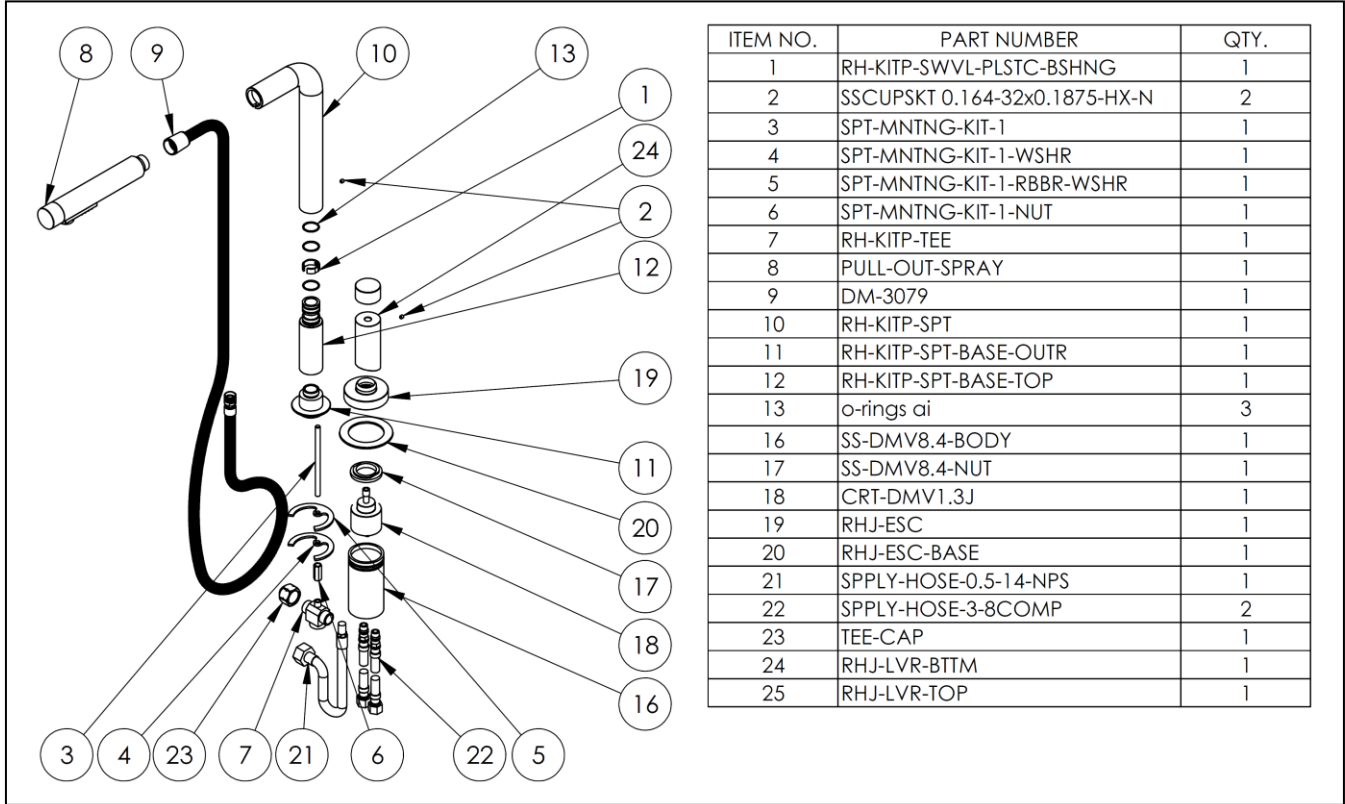 8 9 10 13
1
24
2
12
19
11
20
17
18
16
3 4 23 7 21 6 22 5
ITEM NO. PART NUMBER QTY.
1 RH-KITP-SWVL-PLSTC-BSHNG 1
2 SSCUPSKT 0.164-32x0.1875-HX-N 2
3 SPT-MNTNG-KIT-1 1
4 SPT-MNTNG-KIT-1-WSHR 1
5 SPT-MNTNG-KIT-1-RBBR-WSHR 1
6 SPT-MNTNG-KIT-1-NUT 1
7 RH-KITP-TEE 1
8 PULL-OUT-SPRAY 1
9 DM-3079 1
10 RH-KITP-SPT 1
11 RH-KITP-SPT-BASE-OUTR 1
12 RH-KITP-SPT-BASE-TOP 1
13 o-rings ai 3
16 SS-DMV8.4-BODY 1
17 SS-DMV8.4-NUT 1
18 CRT-DMV1.3J 1
19 RHJ-ESC 1
20 RHJ-ESC-BASE 1
21 SPPLY-HOSE-0.5-14-NPS 1
22 SPPLY-HOSE-3-8COMP 2
23 TEE-CAP 1
24 RHJ-LVR-BTTM 1
25 RHJ-LVR-TOP 1